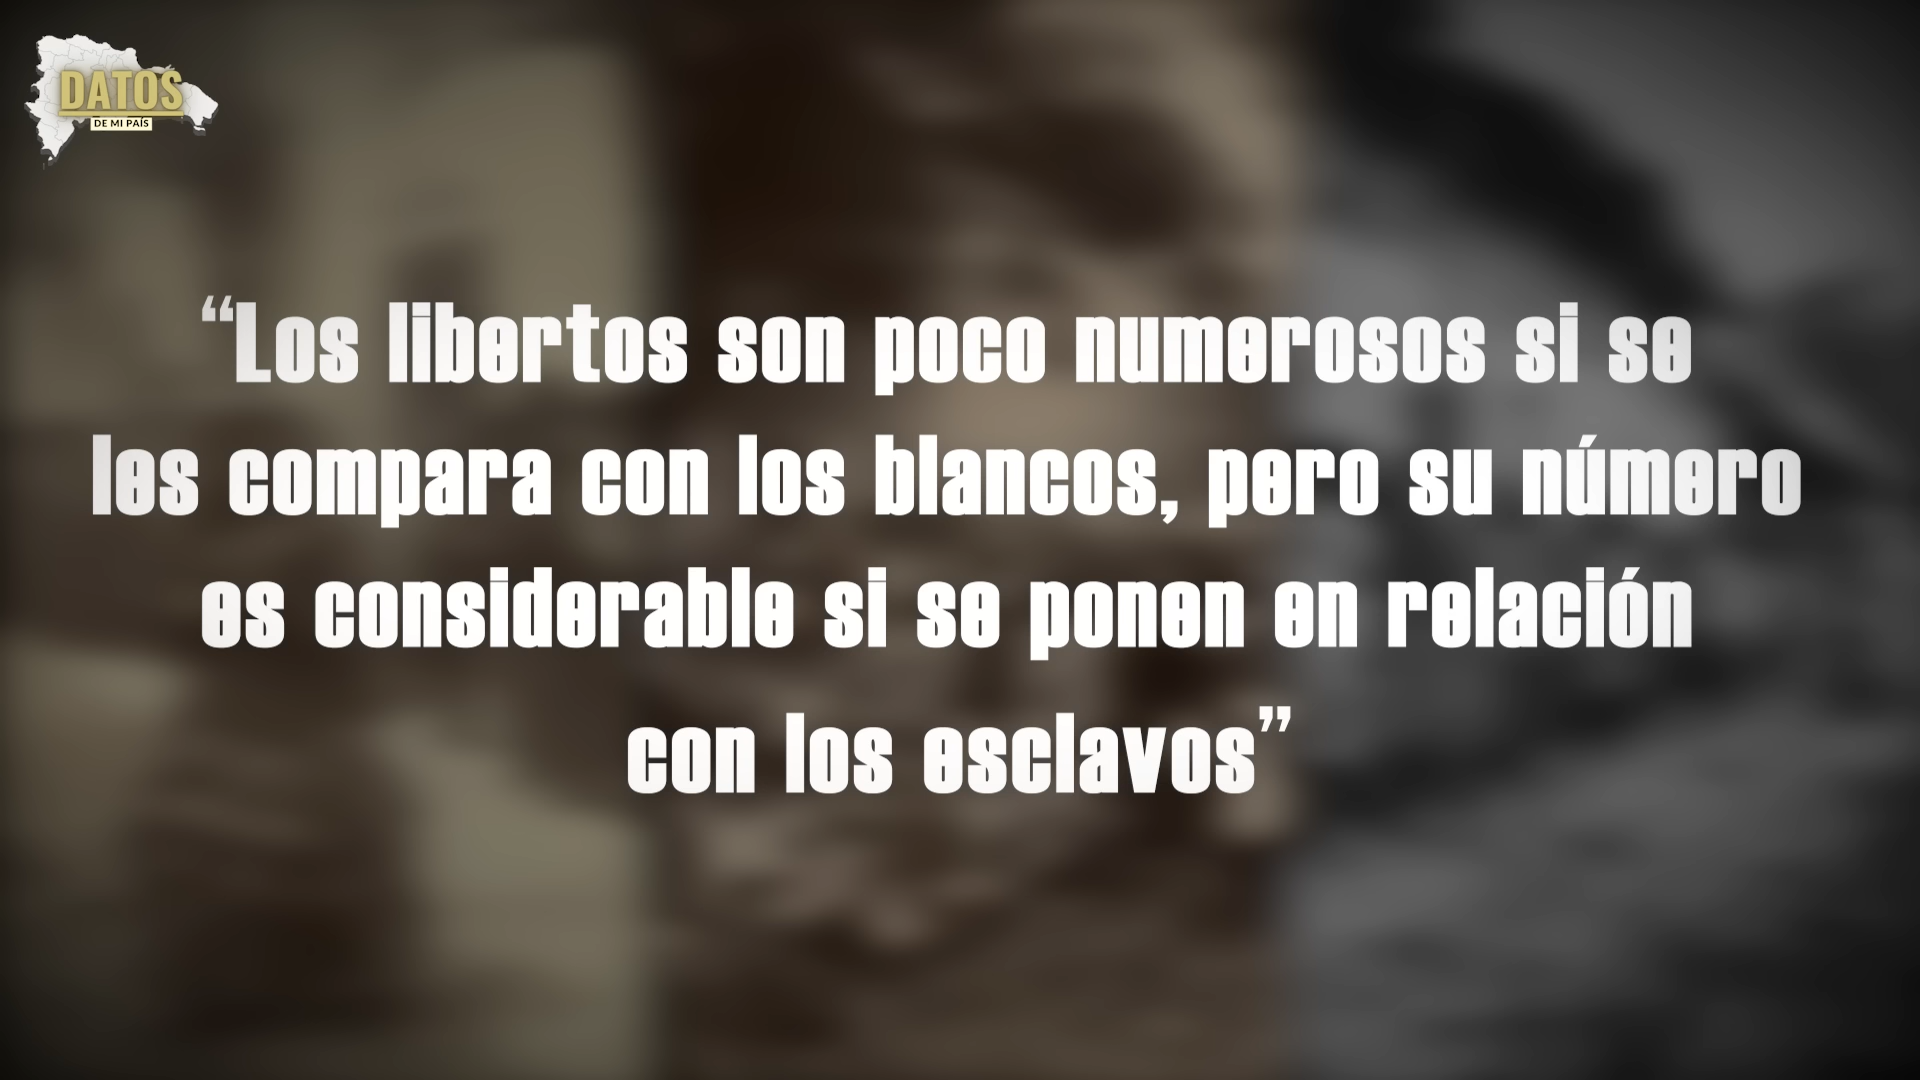 DATOS
DE MI PAÍS
“Los libertos son poco numerosos si se
les compara con los blancos, pero su número
es considerable si se ponen en relación
con los esclavos”